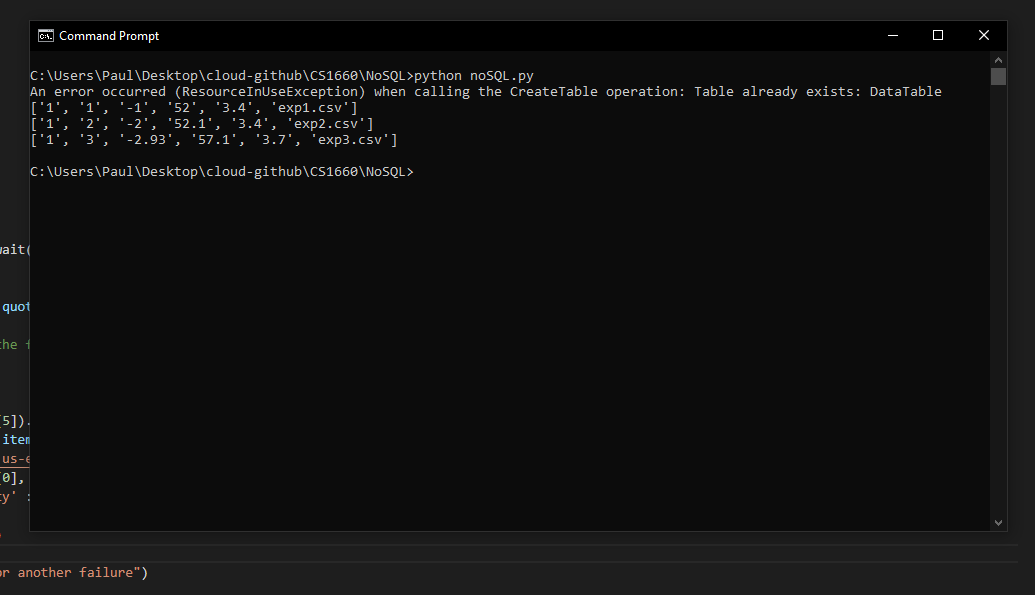 Command Prompt
C:\Users\Paul\Desktop\cloud-github\CS1660\NoSQL>python noSQL.py
An error occurred (ResourceInUseException) when calling the CreateTable operation: Table already exists: DataTable
['1', '1', '-1', '52', '3.4', 'exp1.csv']
['1', '2', '-2', '52.1', '3.4', 'exp2.csv']
['1', '3', '-2.93', '57.1', '3.7', 'exp3.csv']
C:\Users\Paul\Desktop\cloud-github\CS1660\NoSQL>
wait(
quot
the f
5]).
item
us-e
[0],
ty' :
or another failure")